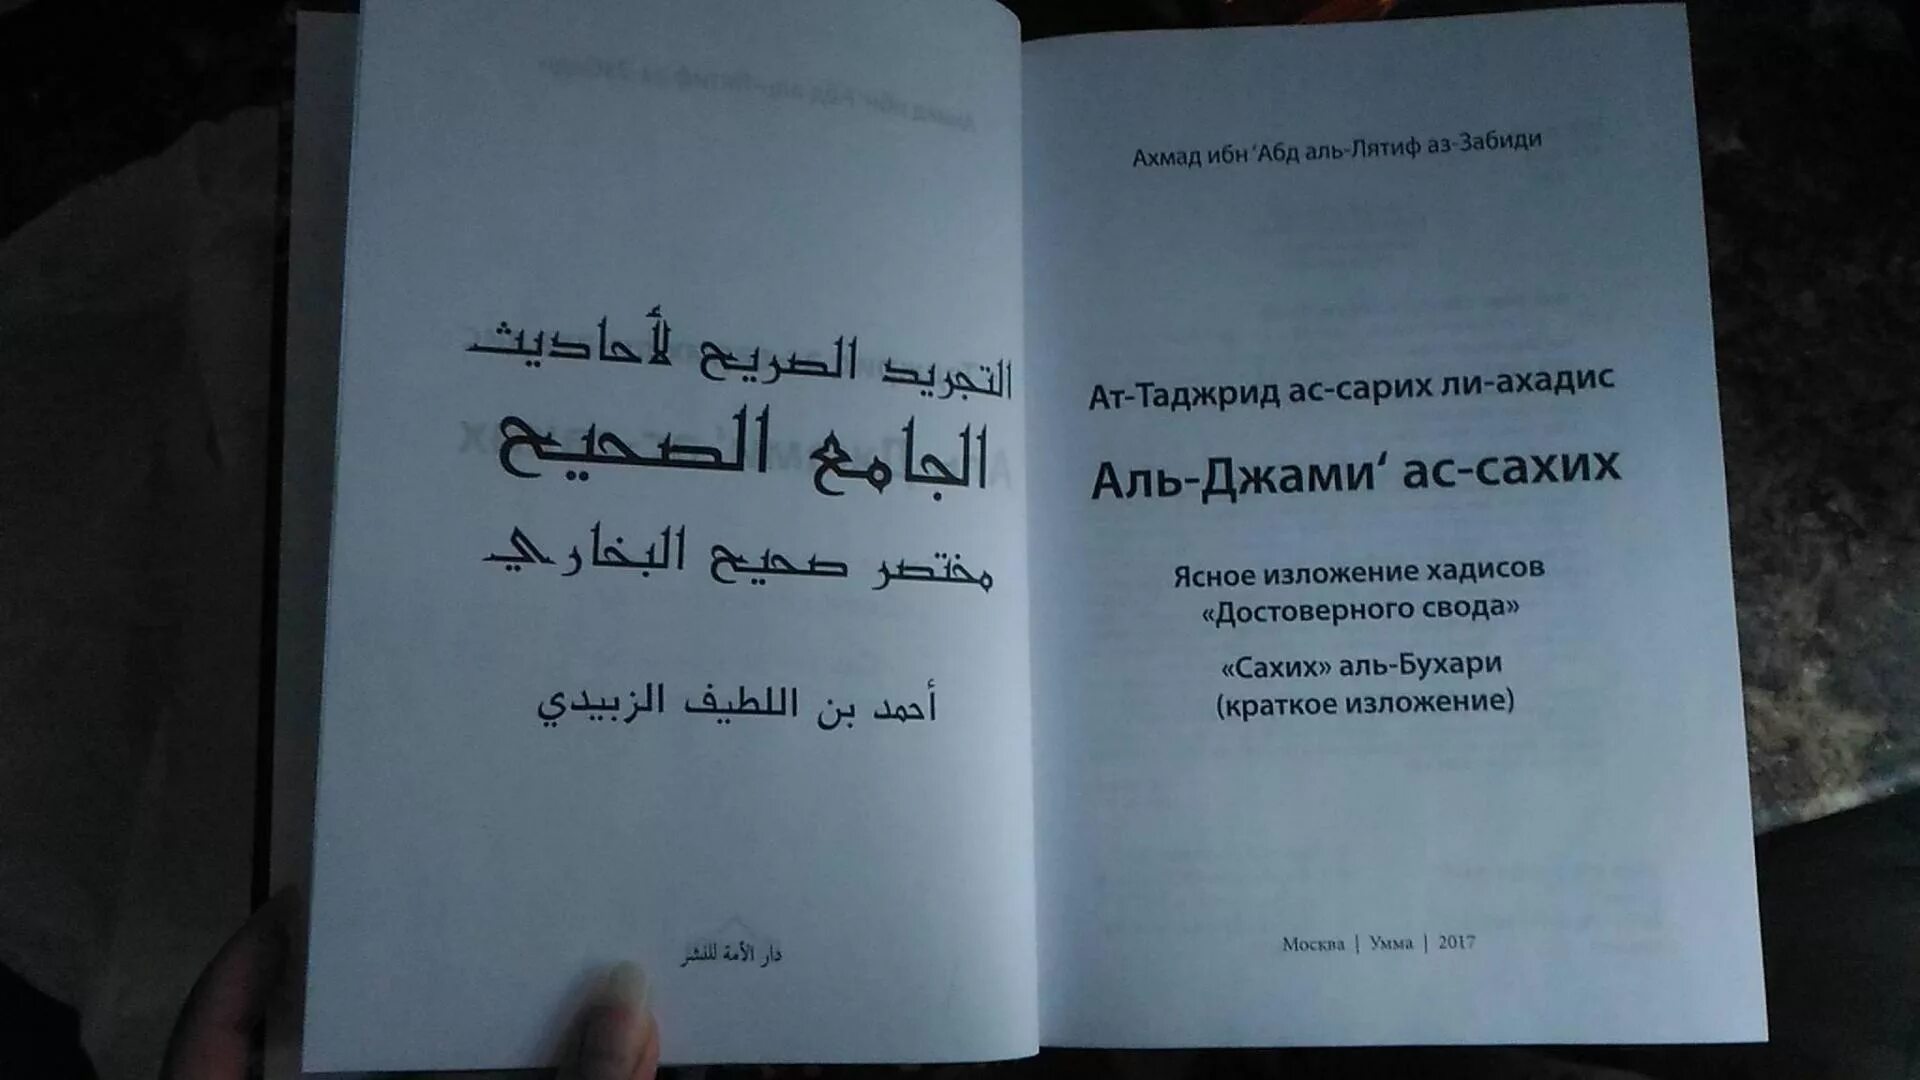 التجريد الصريح لأحاديث
الجامع الصحيح
مختصر صحيح البخاري
أحمد بن اللطيف الزبيدي
دار الأمة للنشر
Ахмад ибн ‘Абд аль-Лятиф аз-Забиди
Ат-Таджрид ас-сарих ли-ахадис
Аль-Джами‘ ас-сахих
Ясное изложение хадисов
«Достоверного свода»
«Сахих» аль-Бухари
(краткое изложение)
Москва | Умма | 2017